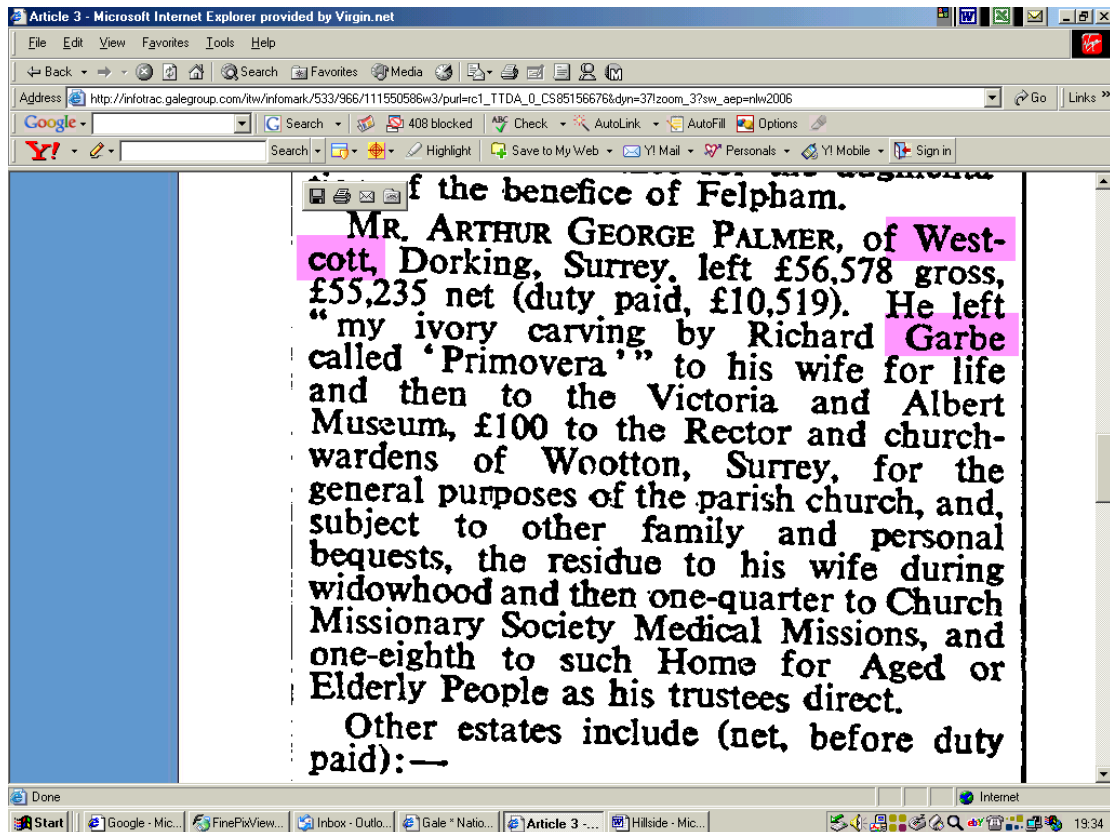 Article 3 - Microsoft Internet Explorer provided by Virgin.net
File Edit View Favorites Tools Help
Back Search Favorites Media
Address http://infotrac.galegroup.com/itw/infomark/533/966/111550586w3/purl=rc1_TTDA_0_CS85156676&dyn=37!zoom_3?sw_aep=nlw2006 Go Links »
Google Search 408 blocked Check AutoLink AutoFill Options
Y! Search Highlight Save to My Web Y! Mail Personals Y! Mobile Sign in
for the augmenta-
of the benefice of Felpham.
MR. ARTHUR GEORGE PALMER, of West-
cott, Dorking, Surrey, left £56,578 gross,
£55,235 net (duty paid, £10,519). He left
“my ivory carving by Richard Garbe
called ‘Primovera’” to his wife for life
and then to the Victoria and Albert
Museum, £100 to the Rector and church-
wardens of Wootton, Surrey, for the
general purposes of the parish church, and,
subject to other family and personal
bequests, the residue to his wife during
widowhood and then one-quarter to Church
Missionary Society Medical Missions, and
one-eighth to such Home for Aged or
Elderly People as his trustees direct.
Other estates include (net, before duty
paid):—
Done Internet
Start Google - Mic... FinePixView... Inbox - Outlo... Gale * Natio... Article 3 -... Hillside - Mic... 19:34